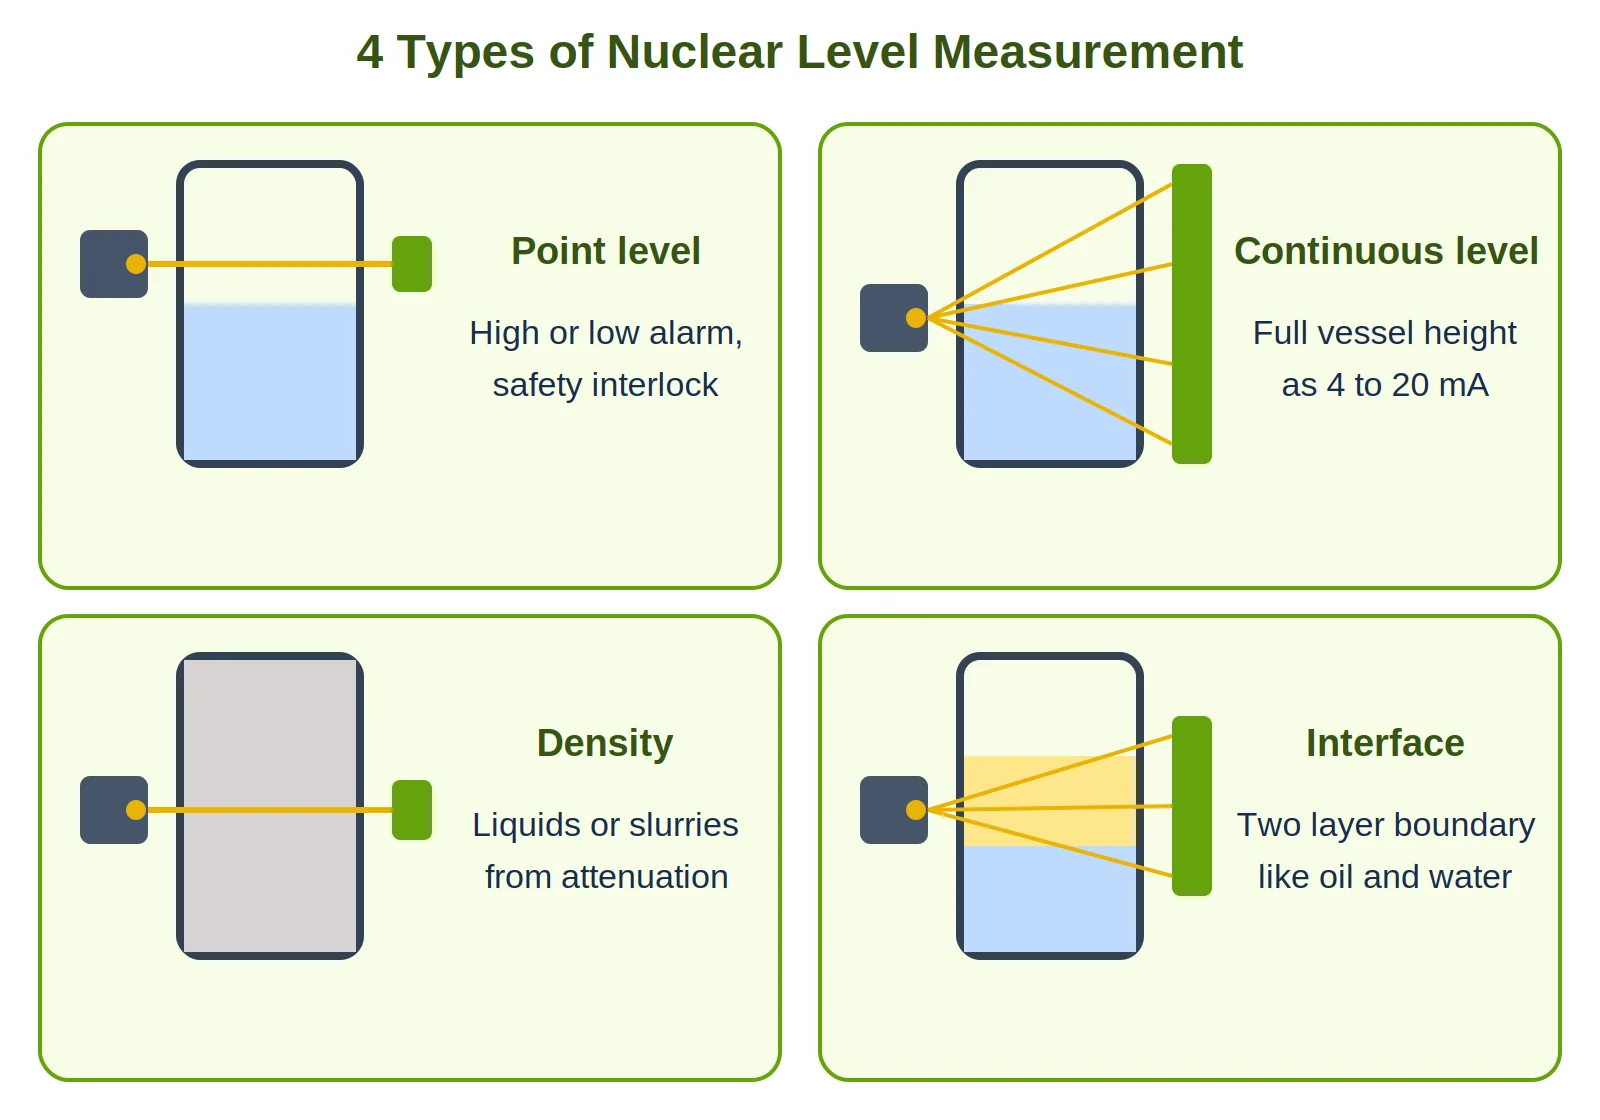 4 Types of Nuclear Level Measurement
Point level
High or low alarm,
safety interlock
Continuous level
Full vessel height
as 4 to 20 mA
Density
Liquids or slurries
from attenuation
Interface
Two layer boundary
like oil and water